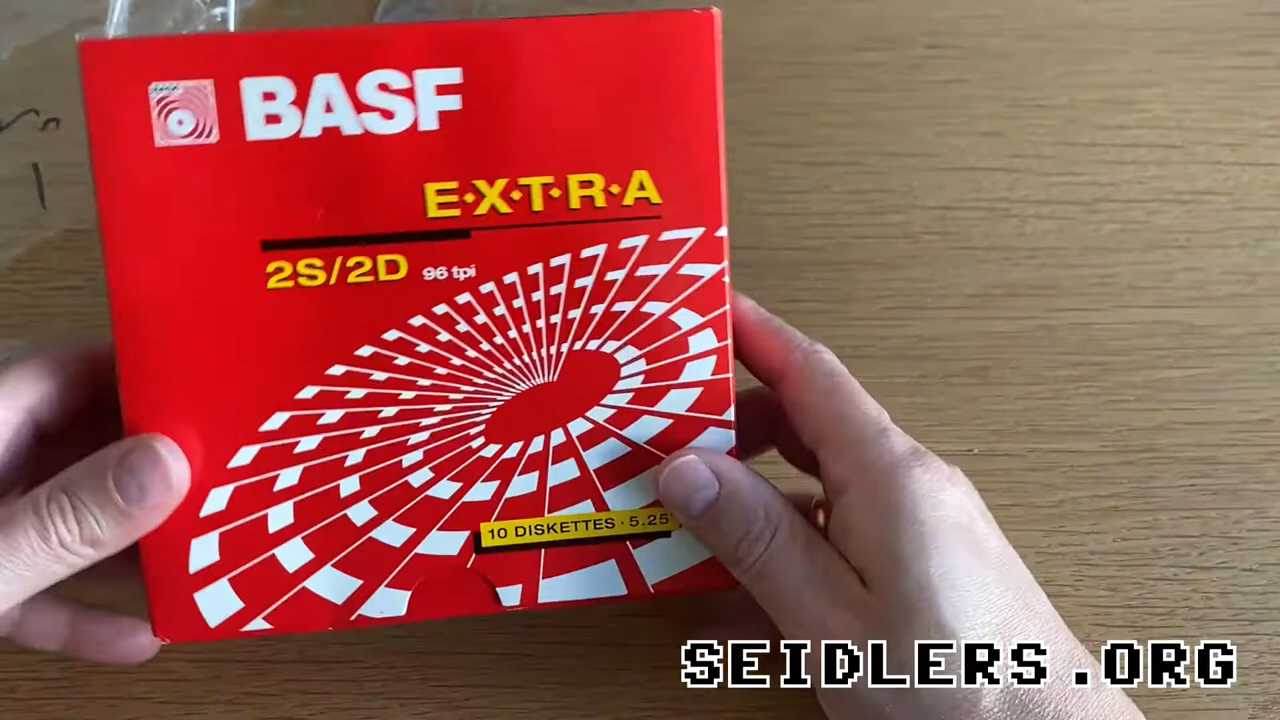 BASF
E·X·T·R·A
2S/2D 96 tpi
10 DISKETTES · 5.25
SEIDLERS.ORG